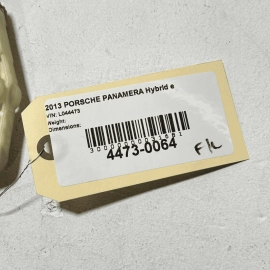 2013 PORSCHE PANAMERA Hybrid e
VIN: L044473
Weight:
Dimensions:
4473-0064
F/L